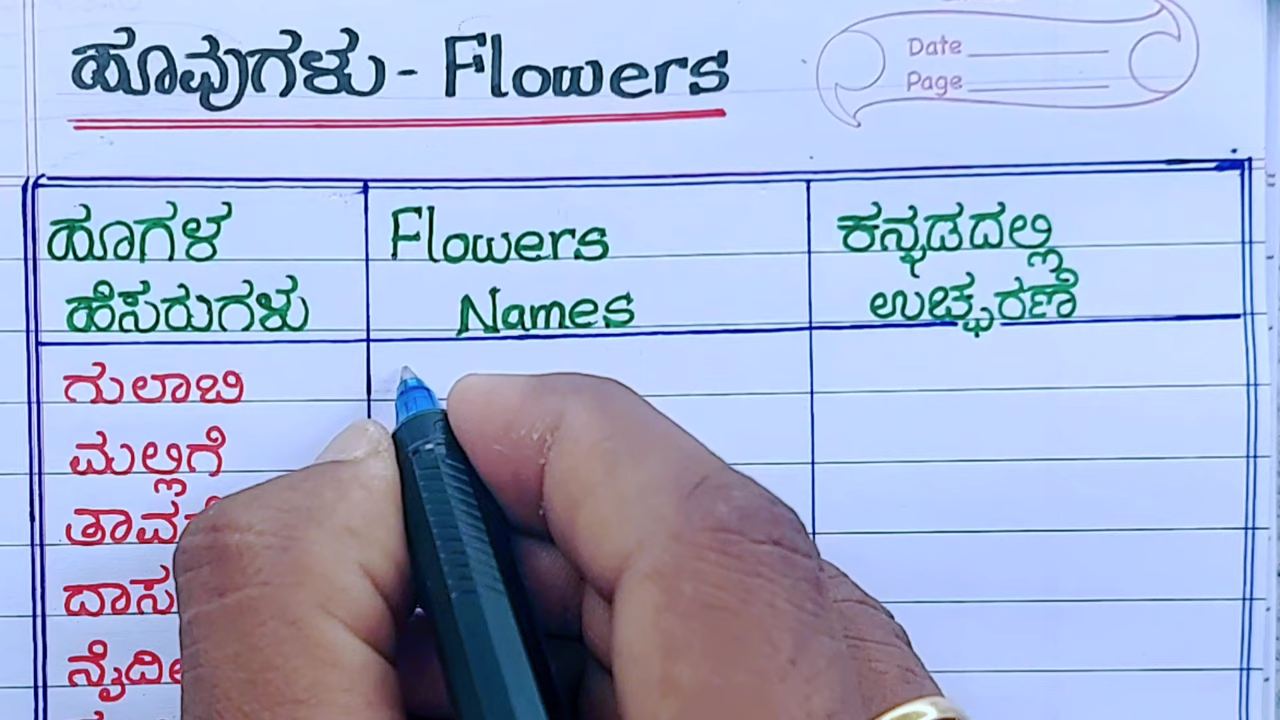 ಹೂವುಗಳು - Flowers
Date
Page
ಹೂಗಳ
ಹೆಸರುಗಳು
Flowers
Names
ಕನ್ನಡದಲ್ಲಿ
ಉಚ್ಛರಣೆ
ಗುಲಾಬಿ
ಮಲ್ಲಿಗೆ